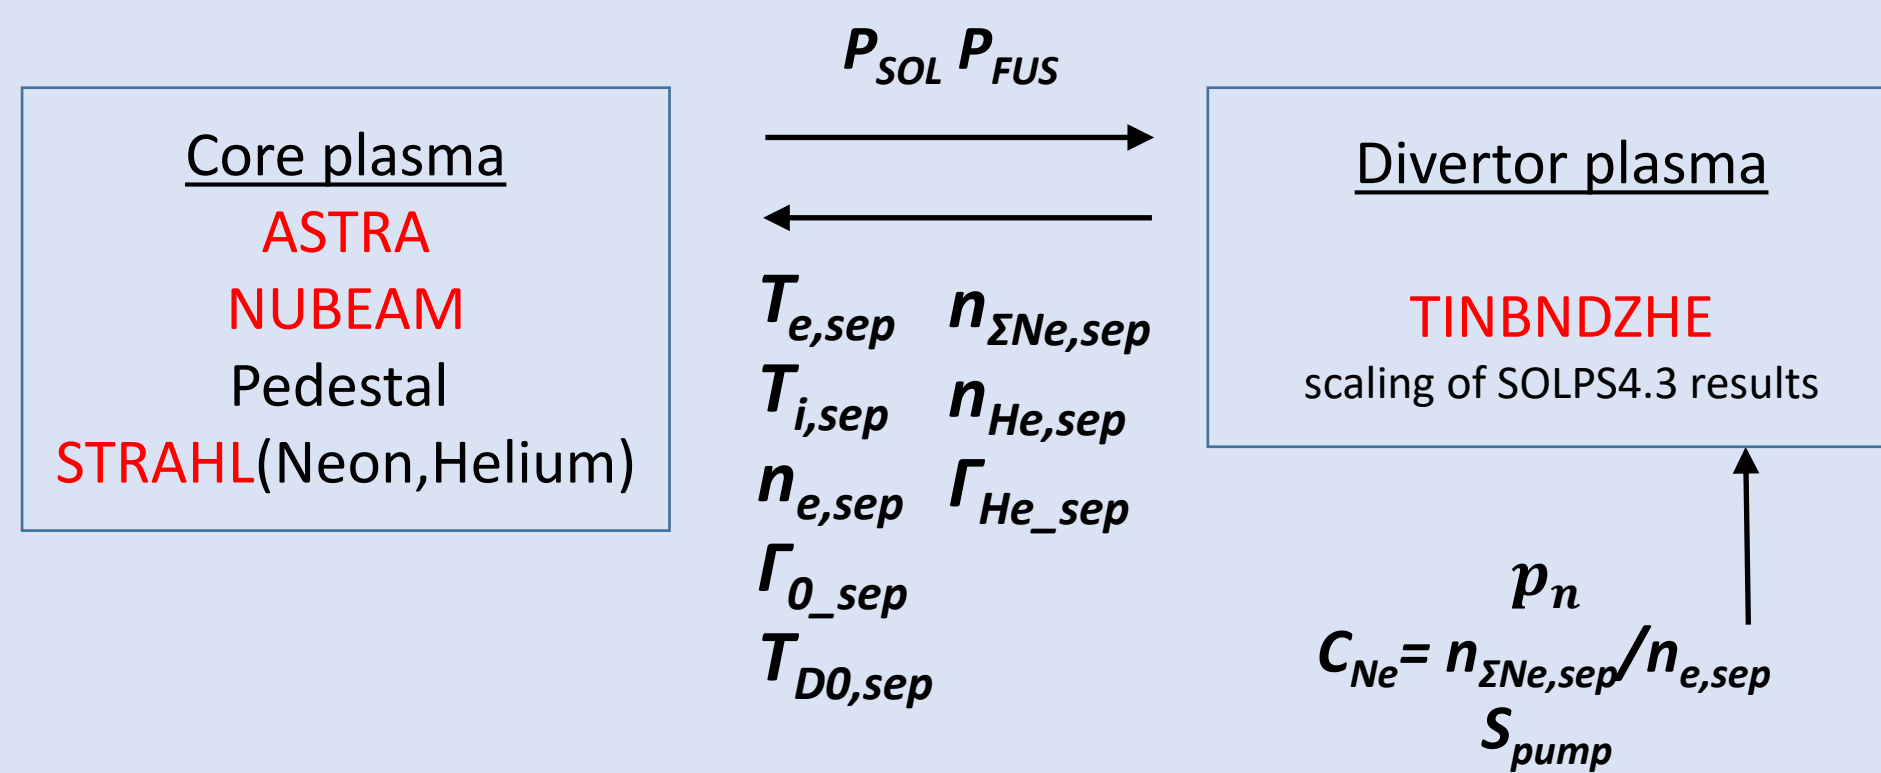 Core plasma
ASTRA
NUBEAM
Pedestal
STRAHL(Neon,Helium)
P_SOL P_FUS
T_e,sep n_ΣNe,sep
T_i,sep n_He,sep
n_e,sep Γ_He_sep
Γ_0_sep
T_D0,sep
Divertor plasma
TINBNDZHE
scaling of SOLPS4.3 results
p_n
C_Ne= n_ΣNe,sep/n_e,sep
S_pump